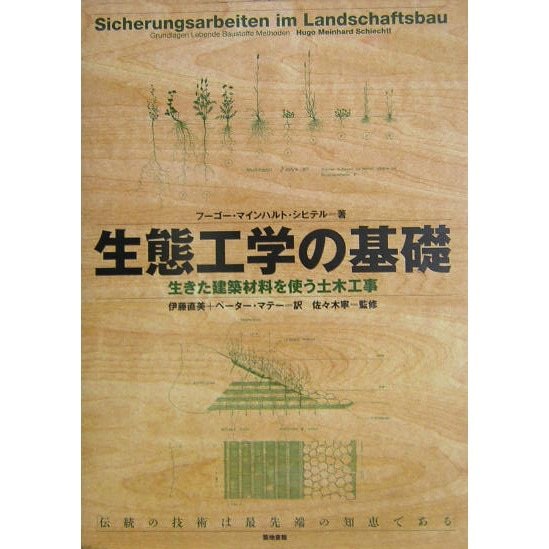 Sicherungsarbeiten im Landschaftsbau
Grundlagen Lebende Baustoffe Methoden Hugo Meinhard Schiechtl
フーゴー・マインハルト・シヒテル=著
生態工学の基礎
生きた建築材料を使う土木工事
伊藤直美+ペーター・マテー=訳 佐々木寧=監修
伝統の技術は最先端の知恵である
築地書館